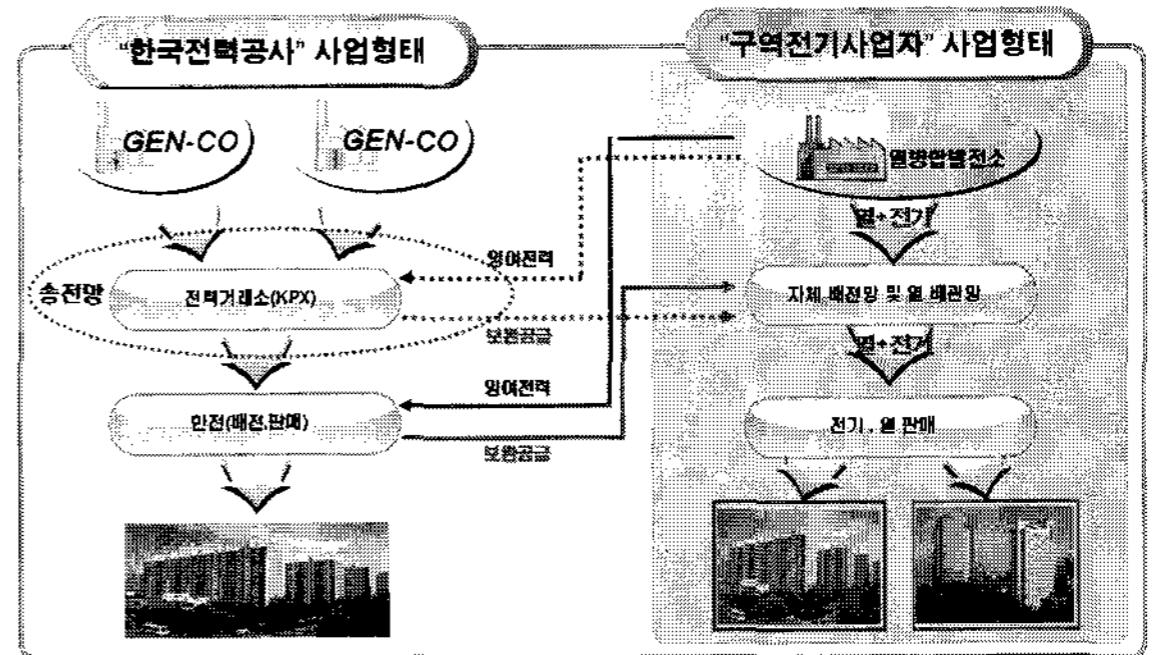 "한국전력공사" 사업형태
"구역전기사업자" 사업형태
GEN-CO
GEN-CO
열병합발전소
열+전기
잉여전력
송전망
전력거래소(KPX)
자체 배전망 및 열 배관망
보완공급
열+전기
잉여전력
한전(배전,판매)
전기 , 열 판매
보완공급